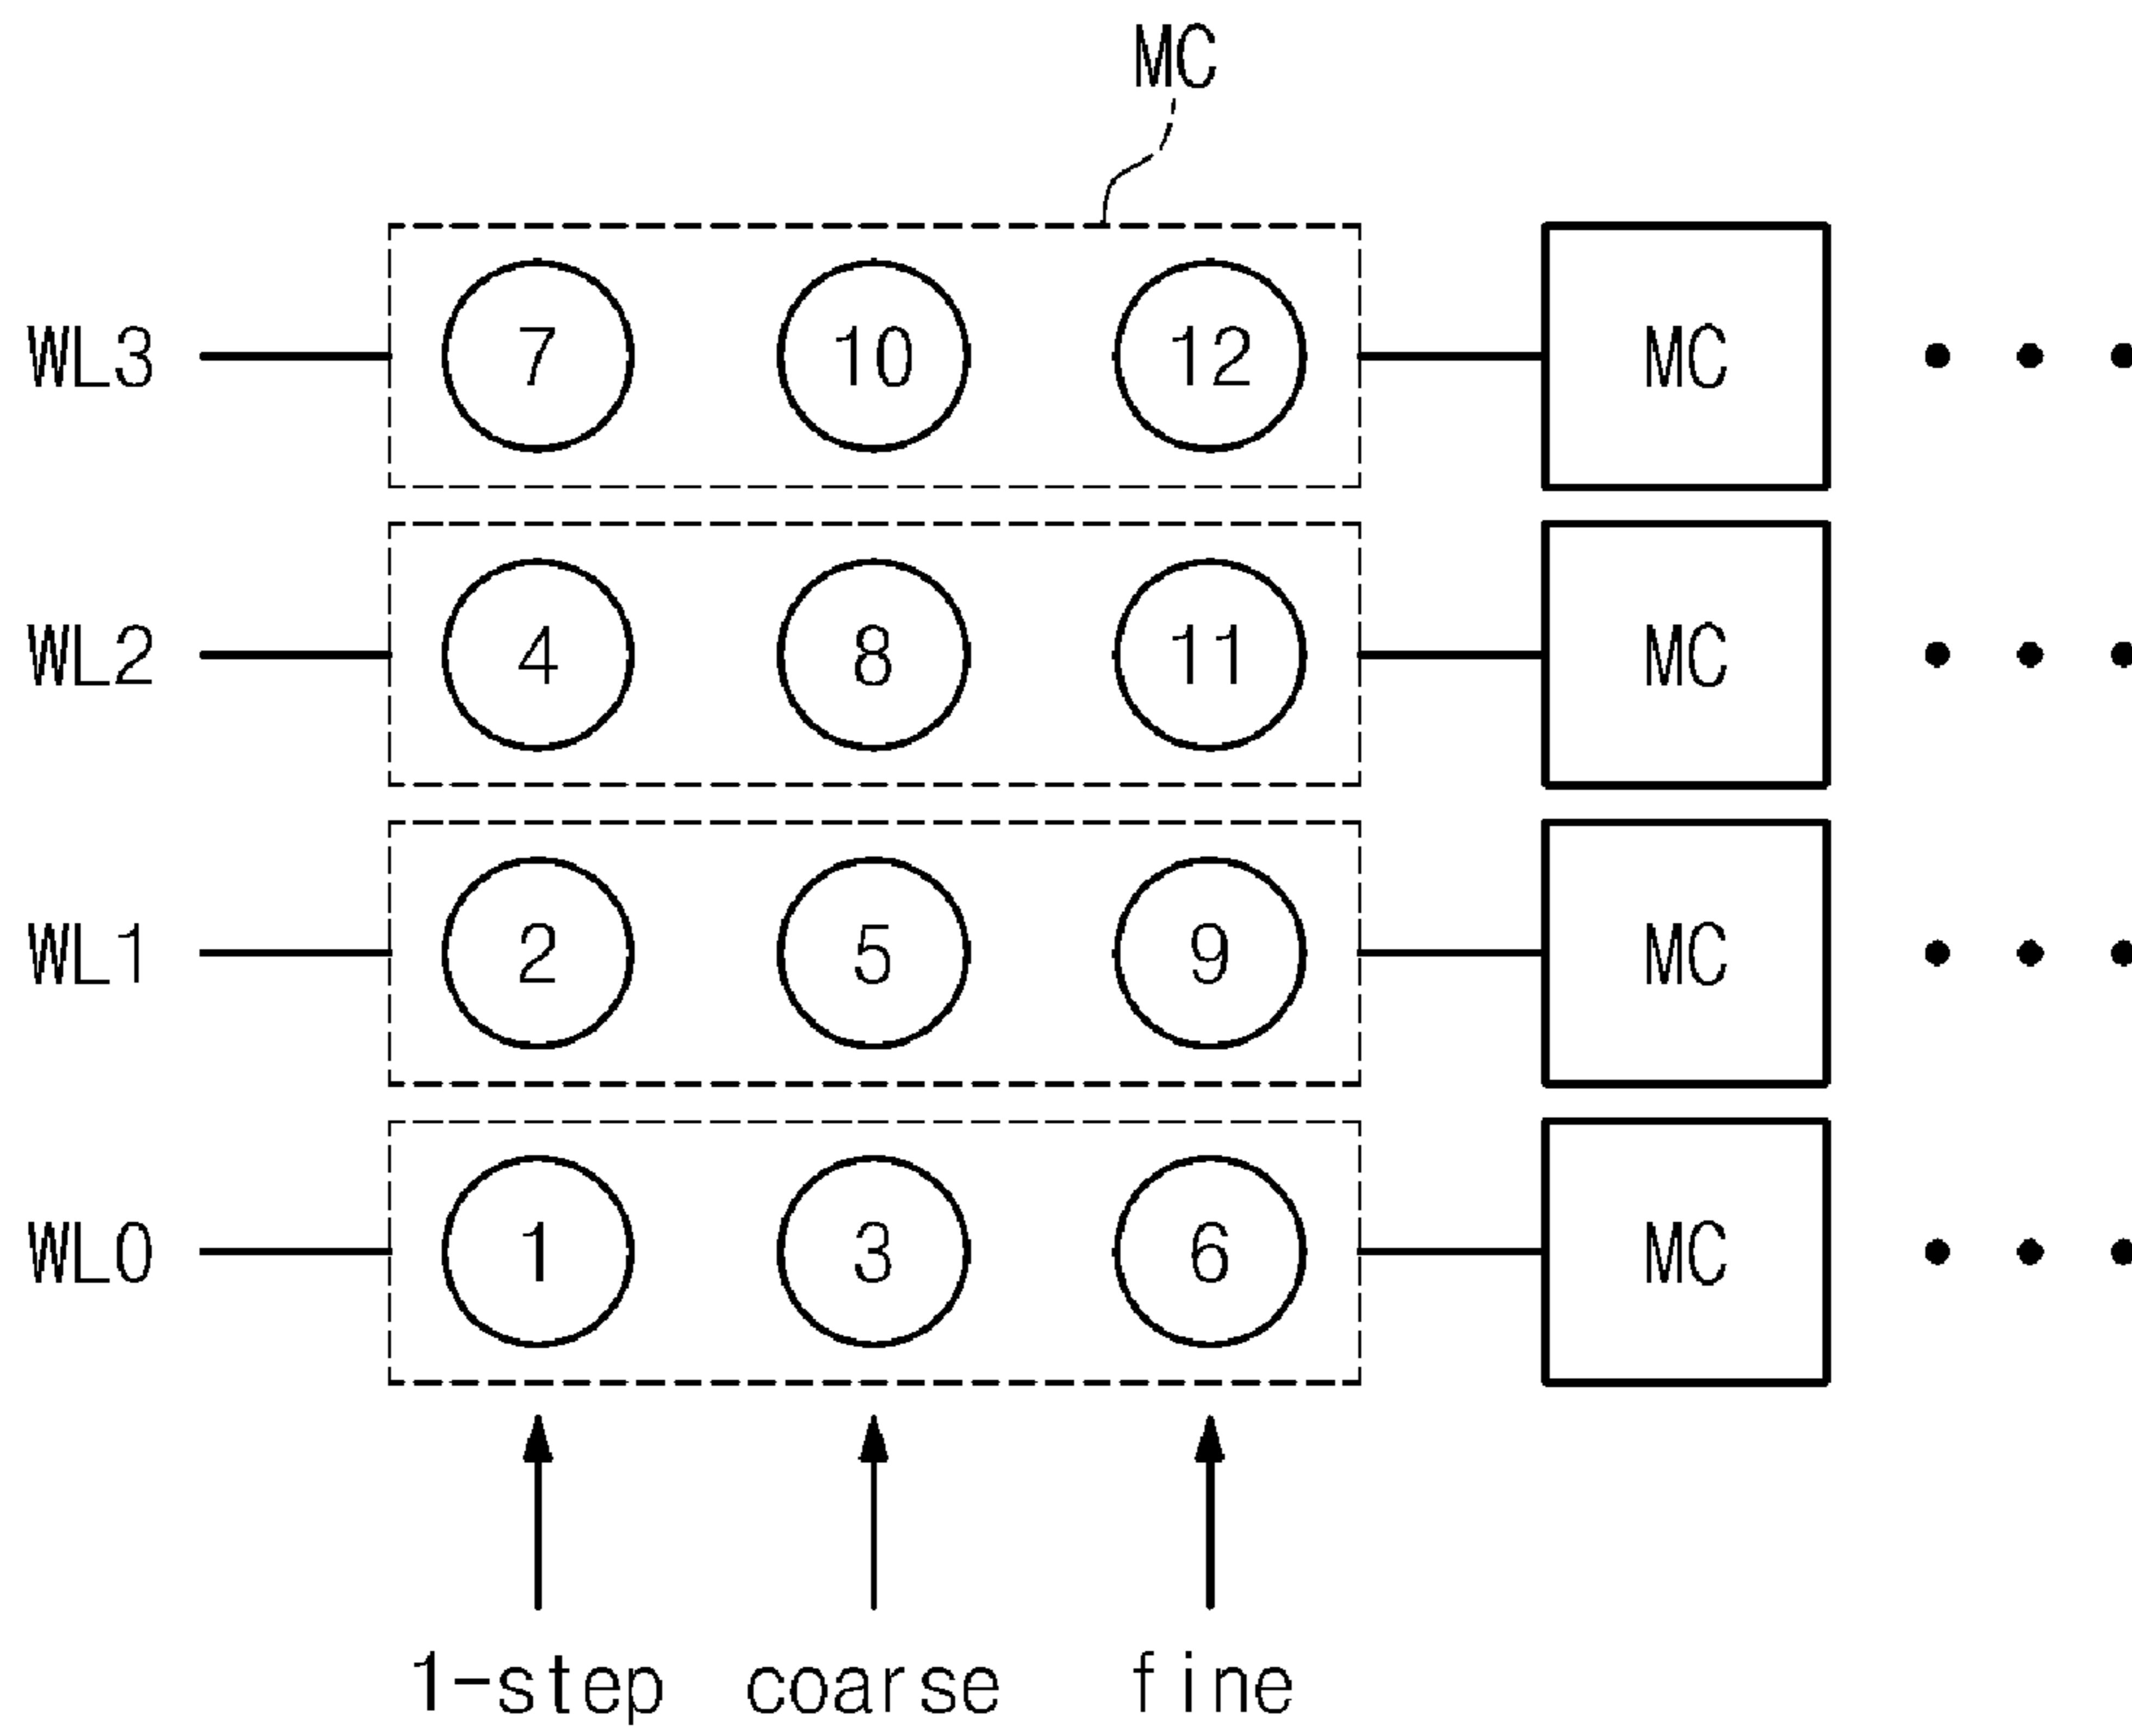 MC
WL3 7 10 12 MC
WL2 4 8 11 MC
WL1 2 5 9 MC
WL0 1 3 6 MC
1-step coarse fine